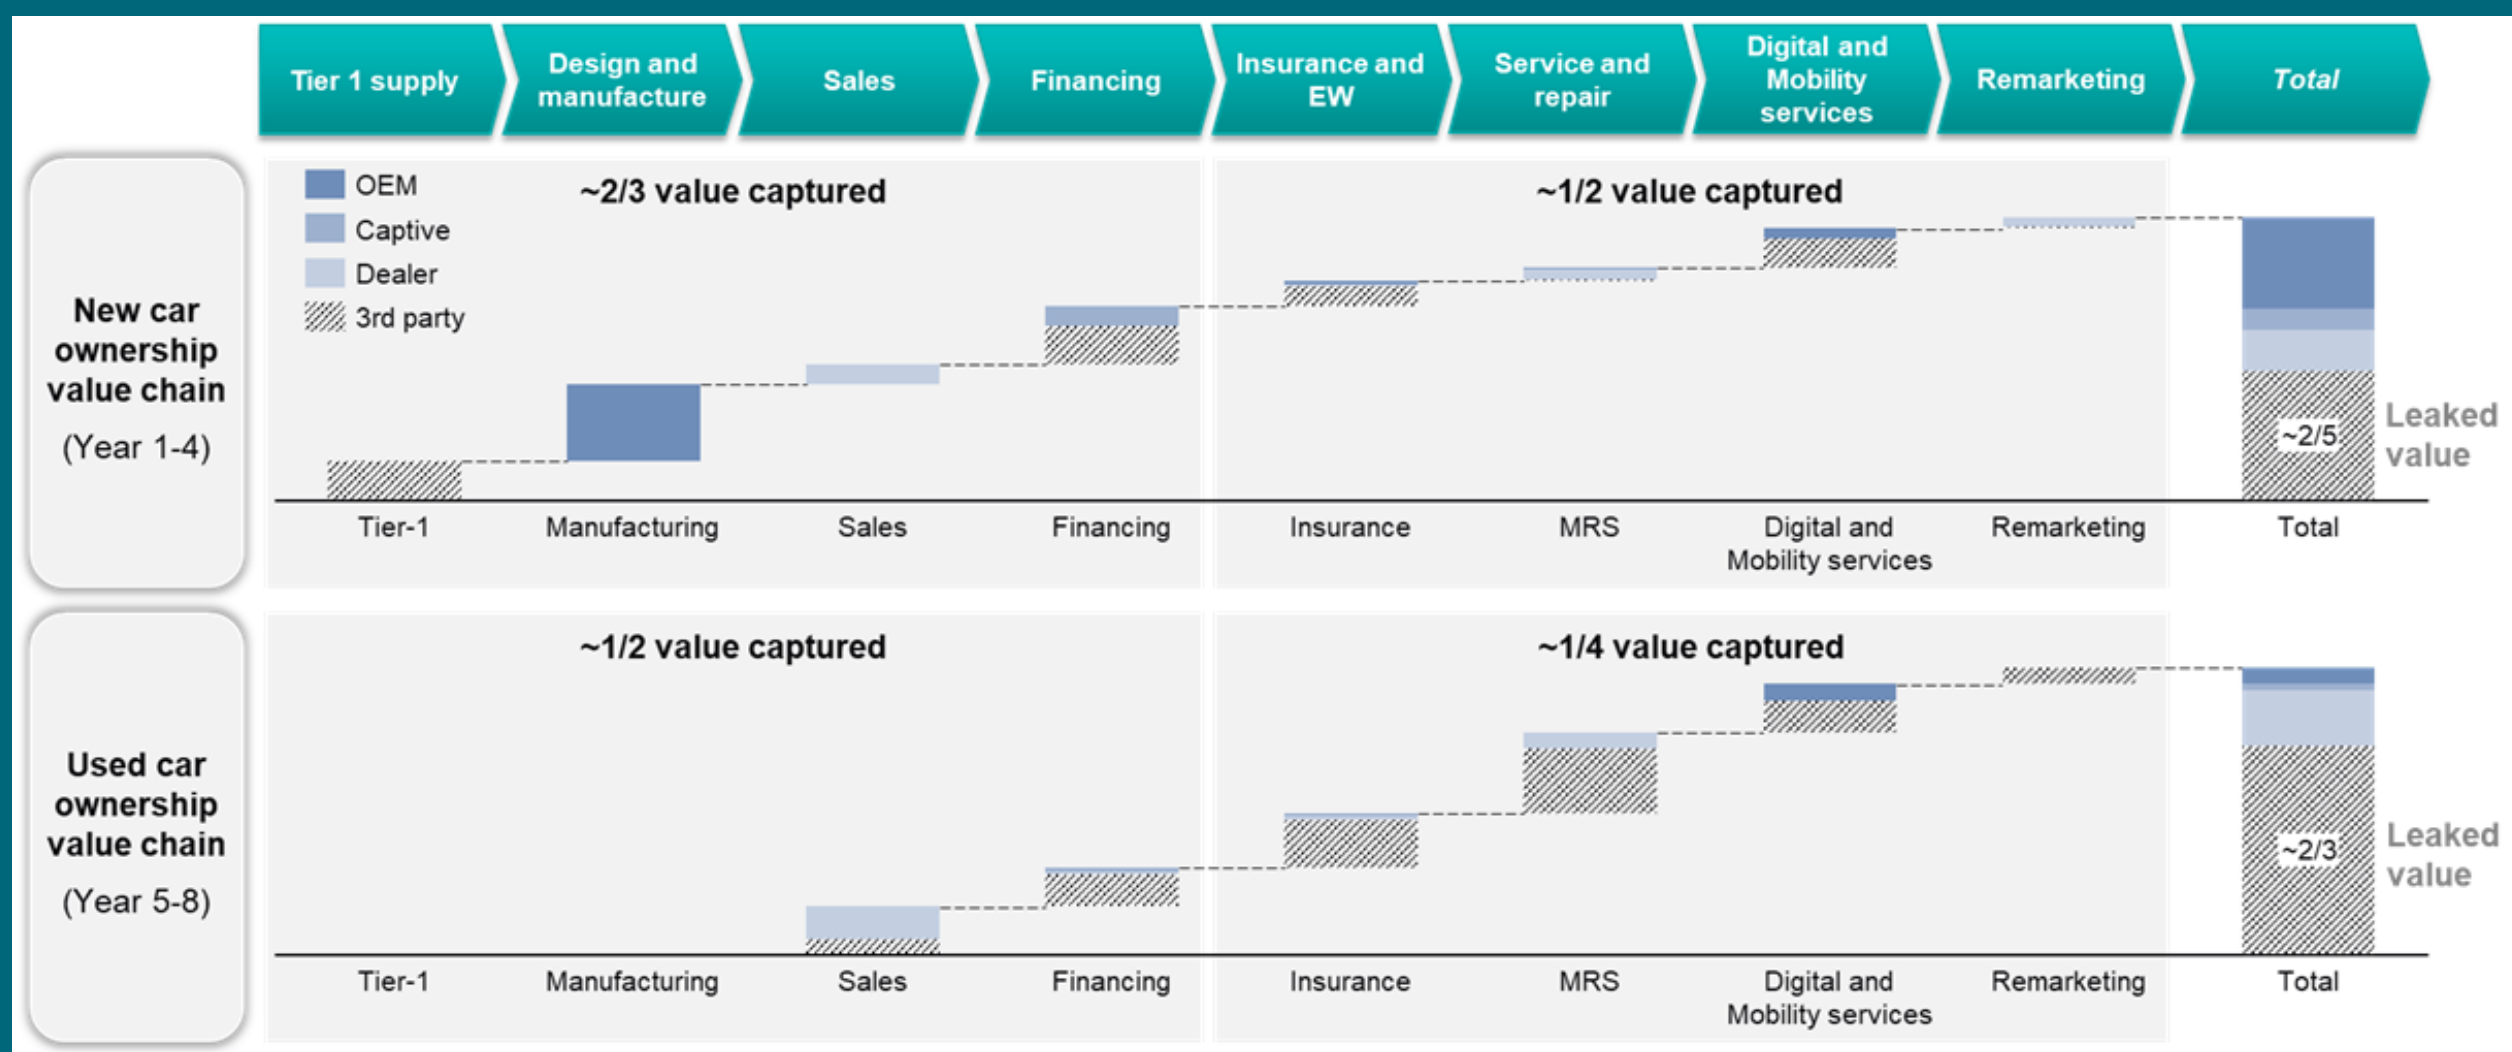 Tier 1 supply
Design and
manufacture
Sales
Financing
Insurance and
EW
Service and
repair
Digital and
Mobility
services
Remarketing
Total
New car
ownership
value chain
(Year 1-4)
OEM
Captive
Dealer
3rd party
~2/3 value captured
~1/2 value captured
~2/5
Leaked
value
Tier-1
Manufacturing
Sales
Financing
Insurance
MRS
Digital and
Mobility services
Remarketing
Total
Used car
ownership
value chain
(Year 5-8)
~1/2 value captured
~1/4 value captured
~2/3
Leaked
value
Tier-1
Manufacturing
Sales
Financing
Insurance
MRS
Digital and
Mobility services
Remarketing
Total